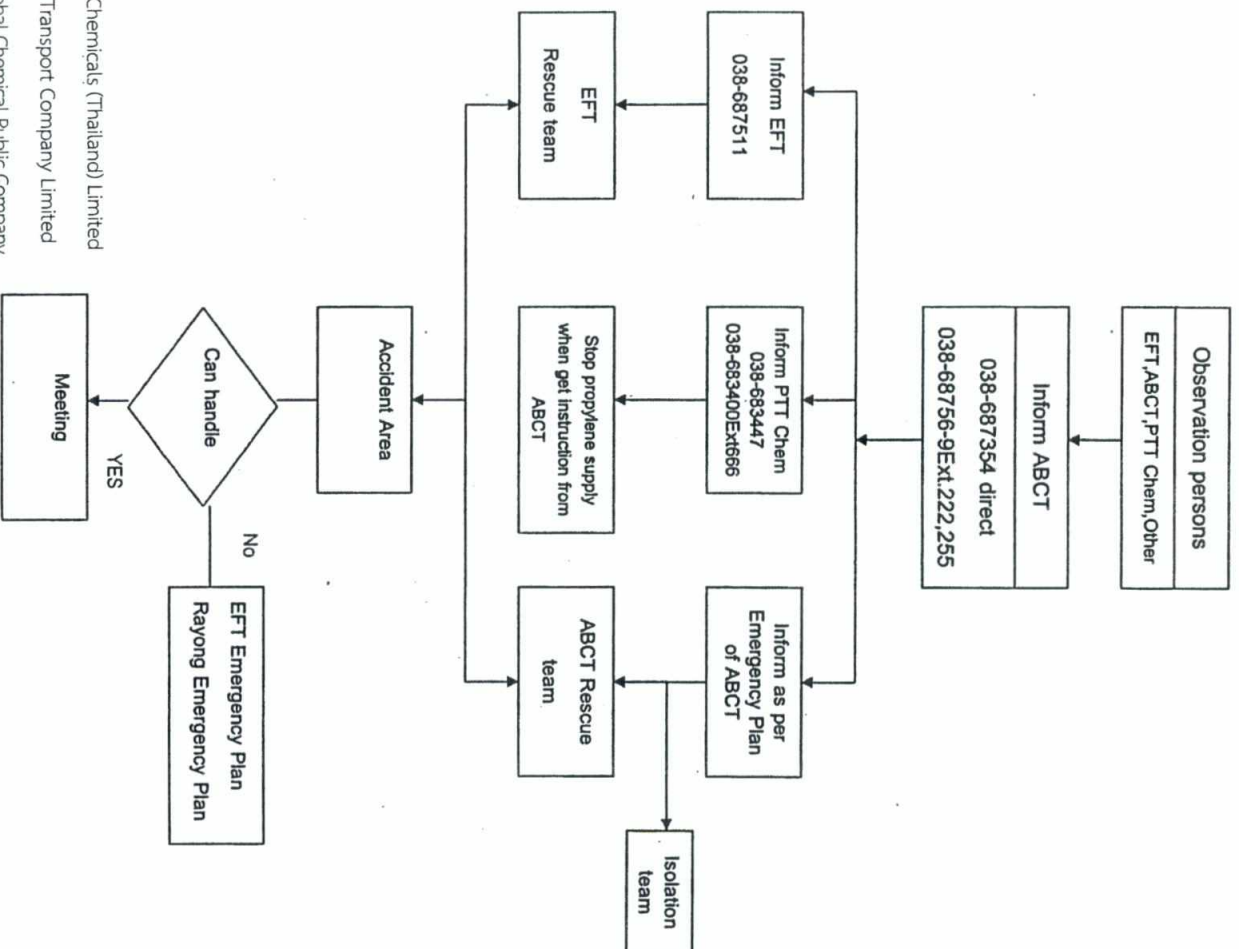 Observation persons
EFT,ABCT,PTT Chem,Other
Inform ABCT
038-687354 direct
038-68756-9Ext.222,255
Inform EFT
038-687511
Inform PTT Chem
038-683447
038-683400Ext666
Inform as per
Emergency Plan
of ABCT
Isolation
team
EFT
Rescue team
Stop propylene supply
when get instruction from
ABCT
ABCT Rescue
team
Accident Area
Can handle
No
EFT Emergency Plan
Rayong Emergency Plan
YES
Meeting
Chemicals (Thailand) Limited
Transport Company Limited
Chemical Public Company